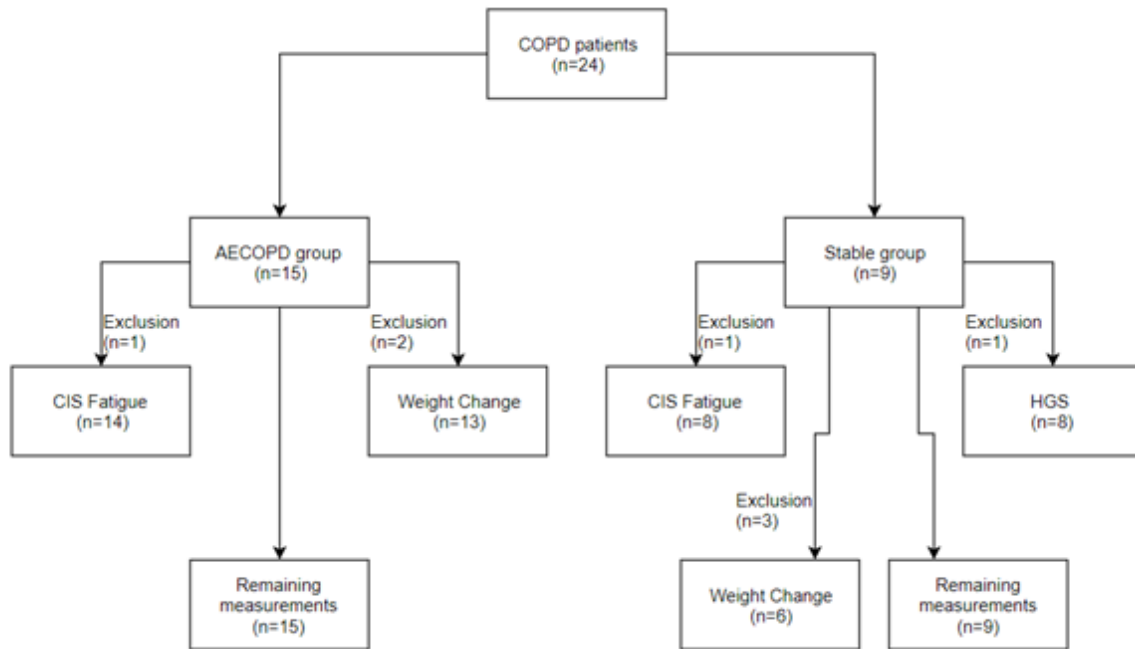 COPD patients
(n=24)
AECOPD group
(n=15)
Stable group
(n=9)
Exclusion
(n=1)
Exclusion
(n=2)
Exclusion
(n=1)
Exclusion
(n=1)
CIS Fatigue
(n=14)
Weight Change
(n=13)
CIS Fatigue
(n=8)
HGS
(n=8)
Exclusion
(n=3)
Remaining
measurements
(n=15)
Weight Change
(n=6)
Remaining
measurements
(n=9)